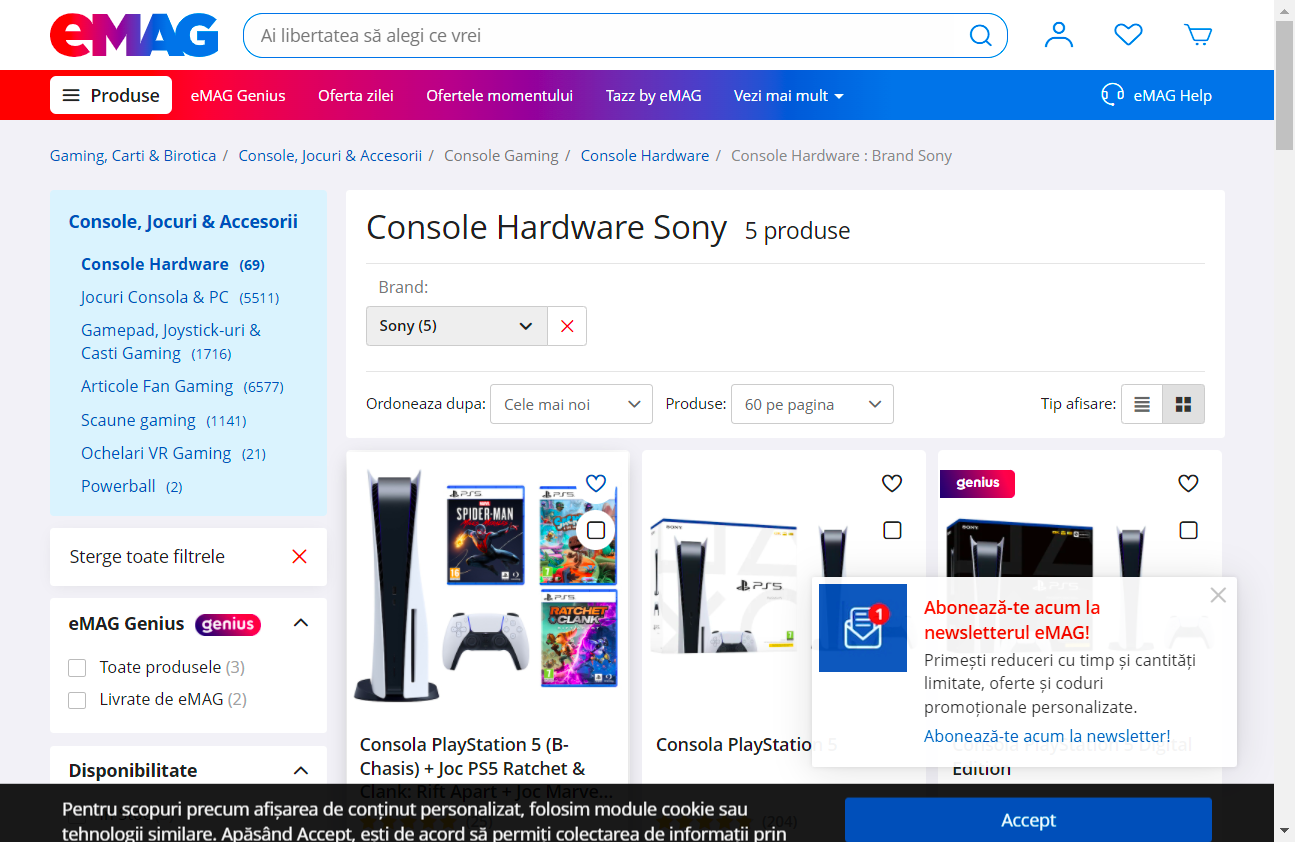 eMAG
Ai libertatea să alegi ce vrei
Produse
eMAG Genius
Oferta zilei
Ofertele momentului
Tazz by eMAG
Vezi mai mult
eMAG Help
Gaming, Carti & Birotica / Console, Jocuri & Accesorii / Console Gaming / Console Hardware / Console Hardware : Brand Sony
Console, Jocuri & Accesorii
Console Hardware (69)
Jocuri Consola & PC (5511)
Gamepad, Joystick-uri &
Casti Gaming (1716)
Articole Fan Gaming (6577)
Scaune gaming (1141)
Ochelari VR Gaming (21)
Powerball (2)
Sterge toate filtrele
eMAG Genius genius
Toate produsele (3)
Livrate de eMAG (2)
Disponibilitate
Console Hardware Sony 5 produse
Brand:
Sony (5)
Ordoneaza dupa: Cele mai noi
Produse: 60 pe pagina
Tip afisare:
PS5
MARVEL
SPIDER-MAN
PS5
PS5
RATCHET
& CLANK
Consola PlayStation 5 (B-
Chasis) + Joc PS5 Ratchet &
Clank: Rift Apart + Joc Marve...
(25)
SONY
PS5
Consola PlayStation 5
(204)
genius
SONY
PS5
Consola PlayStation 5 Digital
Edition
1
Abonează-te acum la
newsletterul eMAG!
Primești reduceri cu timp și cantități
limitate, oferte și coduri
promoționale personalizate.
Abonează-te acum la newsletter!
Pentru scopuri precum afișarea de conținut personalizat, folosim module cookie sau
tehnologii similare. Apăsând Accept, ești de acord să permiți colectarea de informații prin
Accept